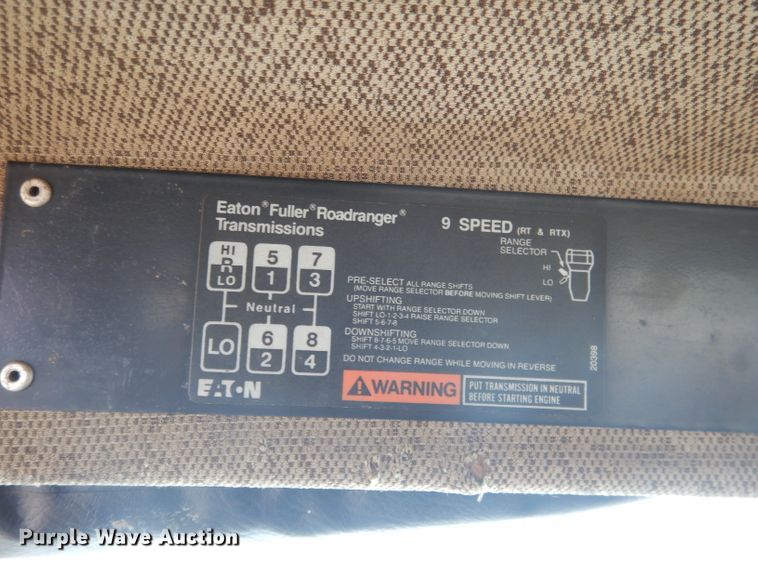 Eaton® Fuller® Roadranger®
Transmissions
9 SPEED (RT & RTX)
RANGE
SELECTOR
HI
LO
HI
R
LO
5
1
7
3
Neutral
LO
6
2
8
4
PRE-SELECT ALL RANGE SHIFTS
(MOVE RANGE SELECTOR BEFORE MOVING SHIFT LEVER)
UPSHIFTING
START WITH RANGE SELECTOR DOWN
SHIFT LO-1-2-3-4 RAISE RANGE SELECTOR
SHIFT 5-6-7-8
DOWNSHIFTING
SHIFT 8-7-6-5 MOVE RANGE SELECTOR DOWN
SHIFT 4-3-2-1-LO
DO NOT CHANGE RANGE WHILE MOVING IN REVERSE
20398
EATON
WARNING
PUT TRANSMISSION IN NEUTRAL
BEFORE STARTING ENGINE
Purple Wave Auction